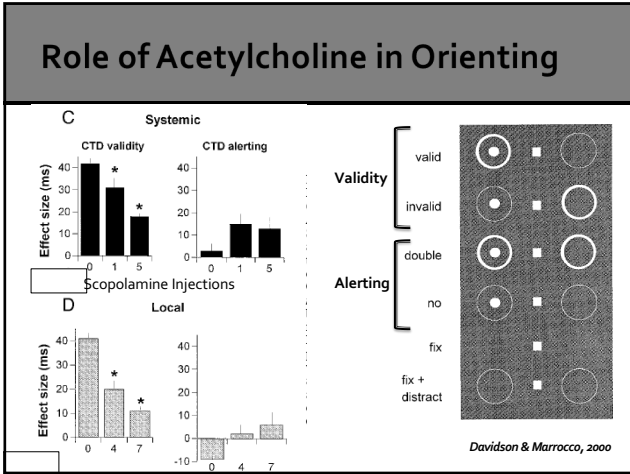 Role of Acetylcholine in Orienting
C
Systemic
CTD validity
CTD alerting
Effect size (ms)
40
30
20
10
0
*
*
0 1 5
40
30
20
10
0
0 1 5
Scopolamine Injections
D
Local
Effect size (ms)
40
30
20
10
0
*
*
0 4 7
40
30
20
10
0
-10
0 4 7
Validity
valid
invalid
Alerting
double
no
fix
fix +
distract
Davidson & Marrocco, 2000